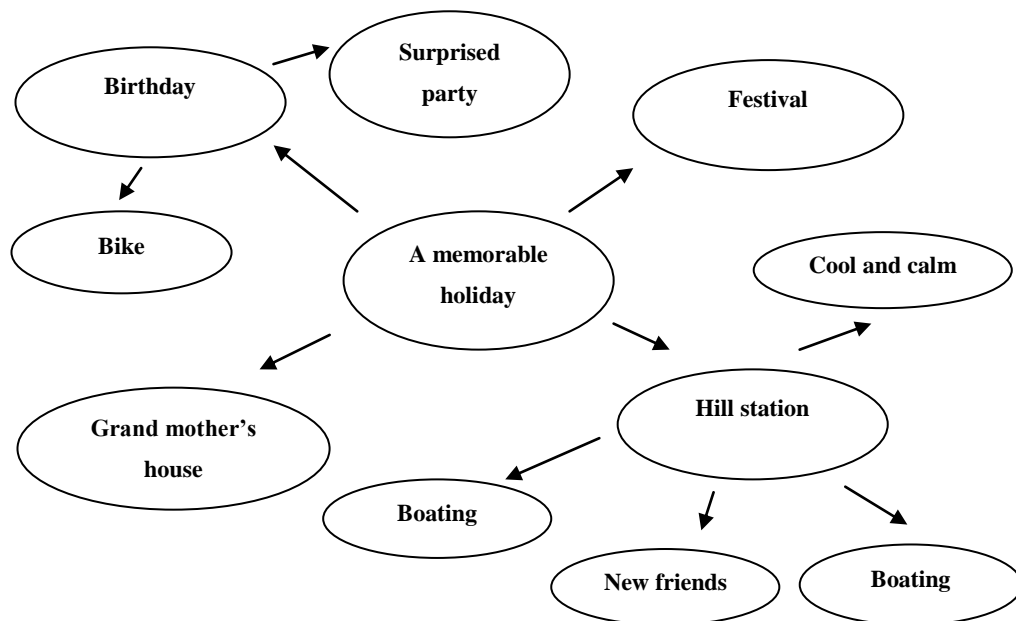 Surprised
party
Birthday
Festival
Bike
A memorable
holiday
Cool and calm
Hill station
Grand mother’s
house
Boating
New friends
Boating